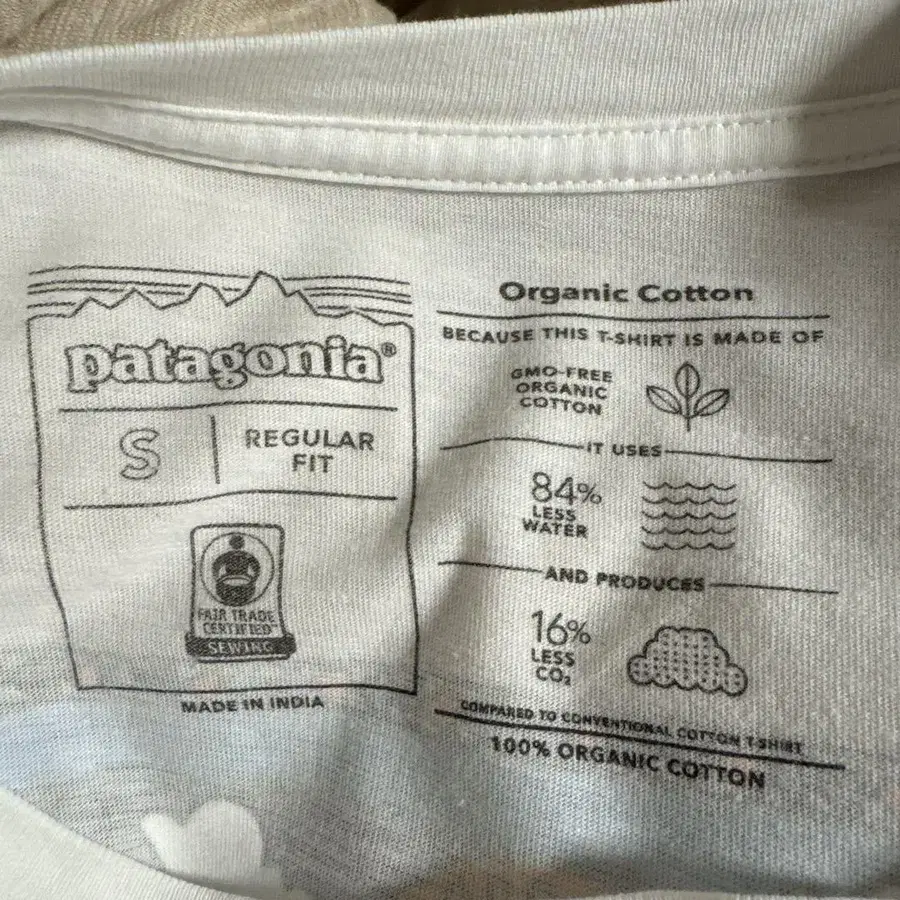 patagonia®
S
REGULAR
FIT
FAIR TRADE
CERTIFIED™
SEWING
MADE IN INDIA
Organic Cotton
BECAUSE THIS T-SHIRT IS MADE OF
GMO-FREE
ORGANIC
COTTON
IT USES
84%
LESS
WATER
AND PRODUCES
16%
LESS
CO₂
COMPARED TO CONVENTIONAL COTTON T-SHIRT
100% ORGANIC COTTON